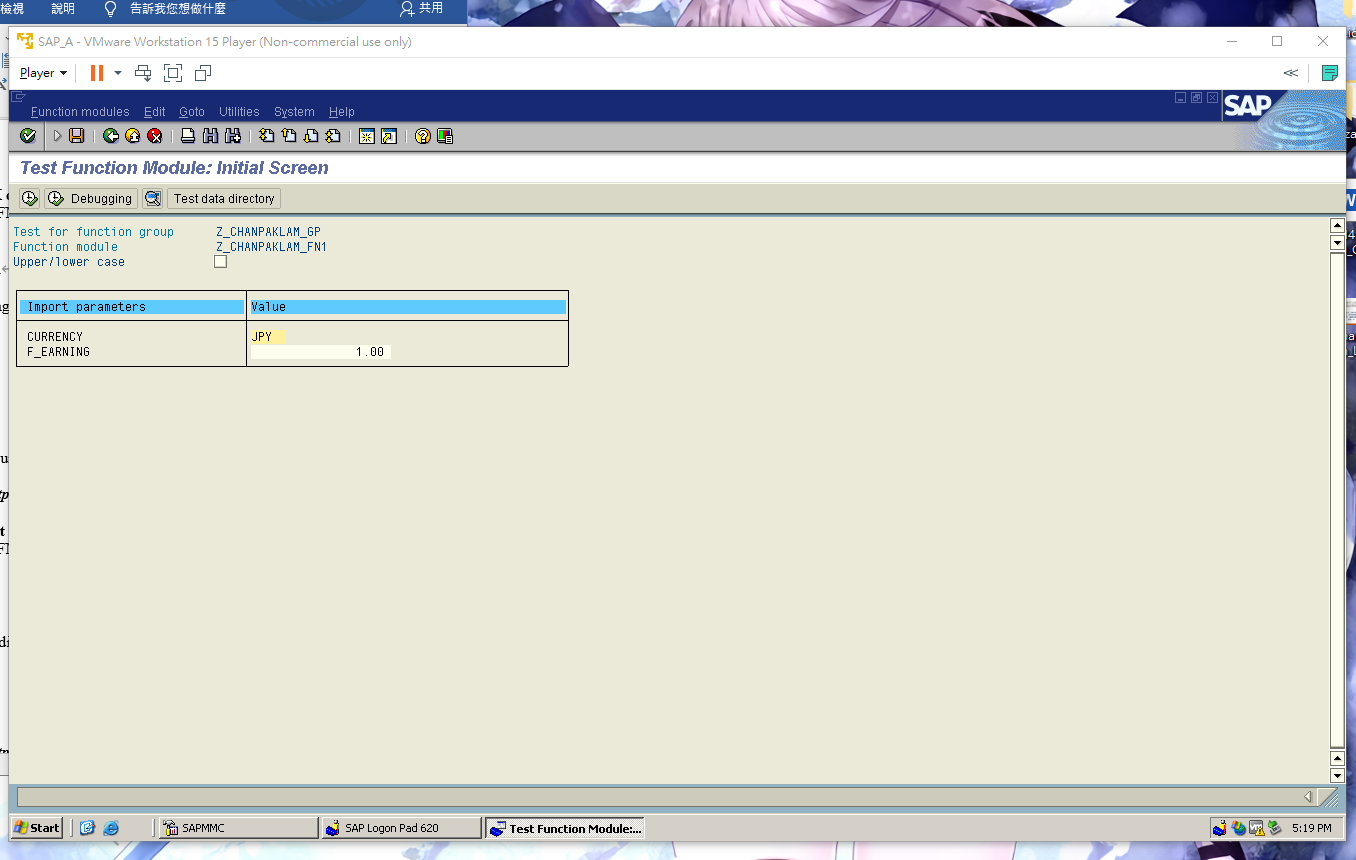 檢視 說明 告訴我您想做什麼 共用
SAP_A - VMware Workstation 15 Player (Non-commercial use only)
Player
Function modules Edit Goto Utilities System Help
SAP
Test Function Module: Initial Screen
Debugging Test data directory
Test for function group Z_CHANPAKLAM_GP
Function module Z_CHANPAKLAM_FN1
Upper/lower case
Import parameters Value
CURRENCY JPY
F_EARNING 1.00
Start SAPMMC SAP Logon Pad 620 Test Function Module:... 5:19 PM